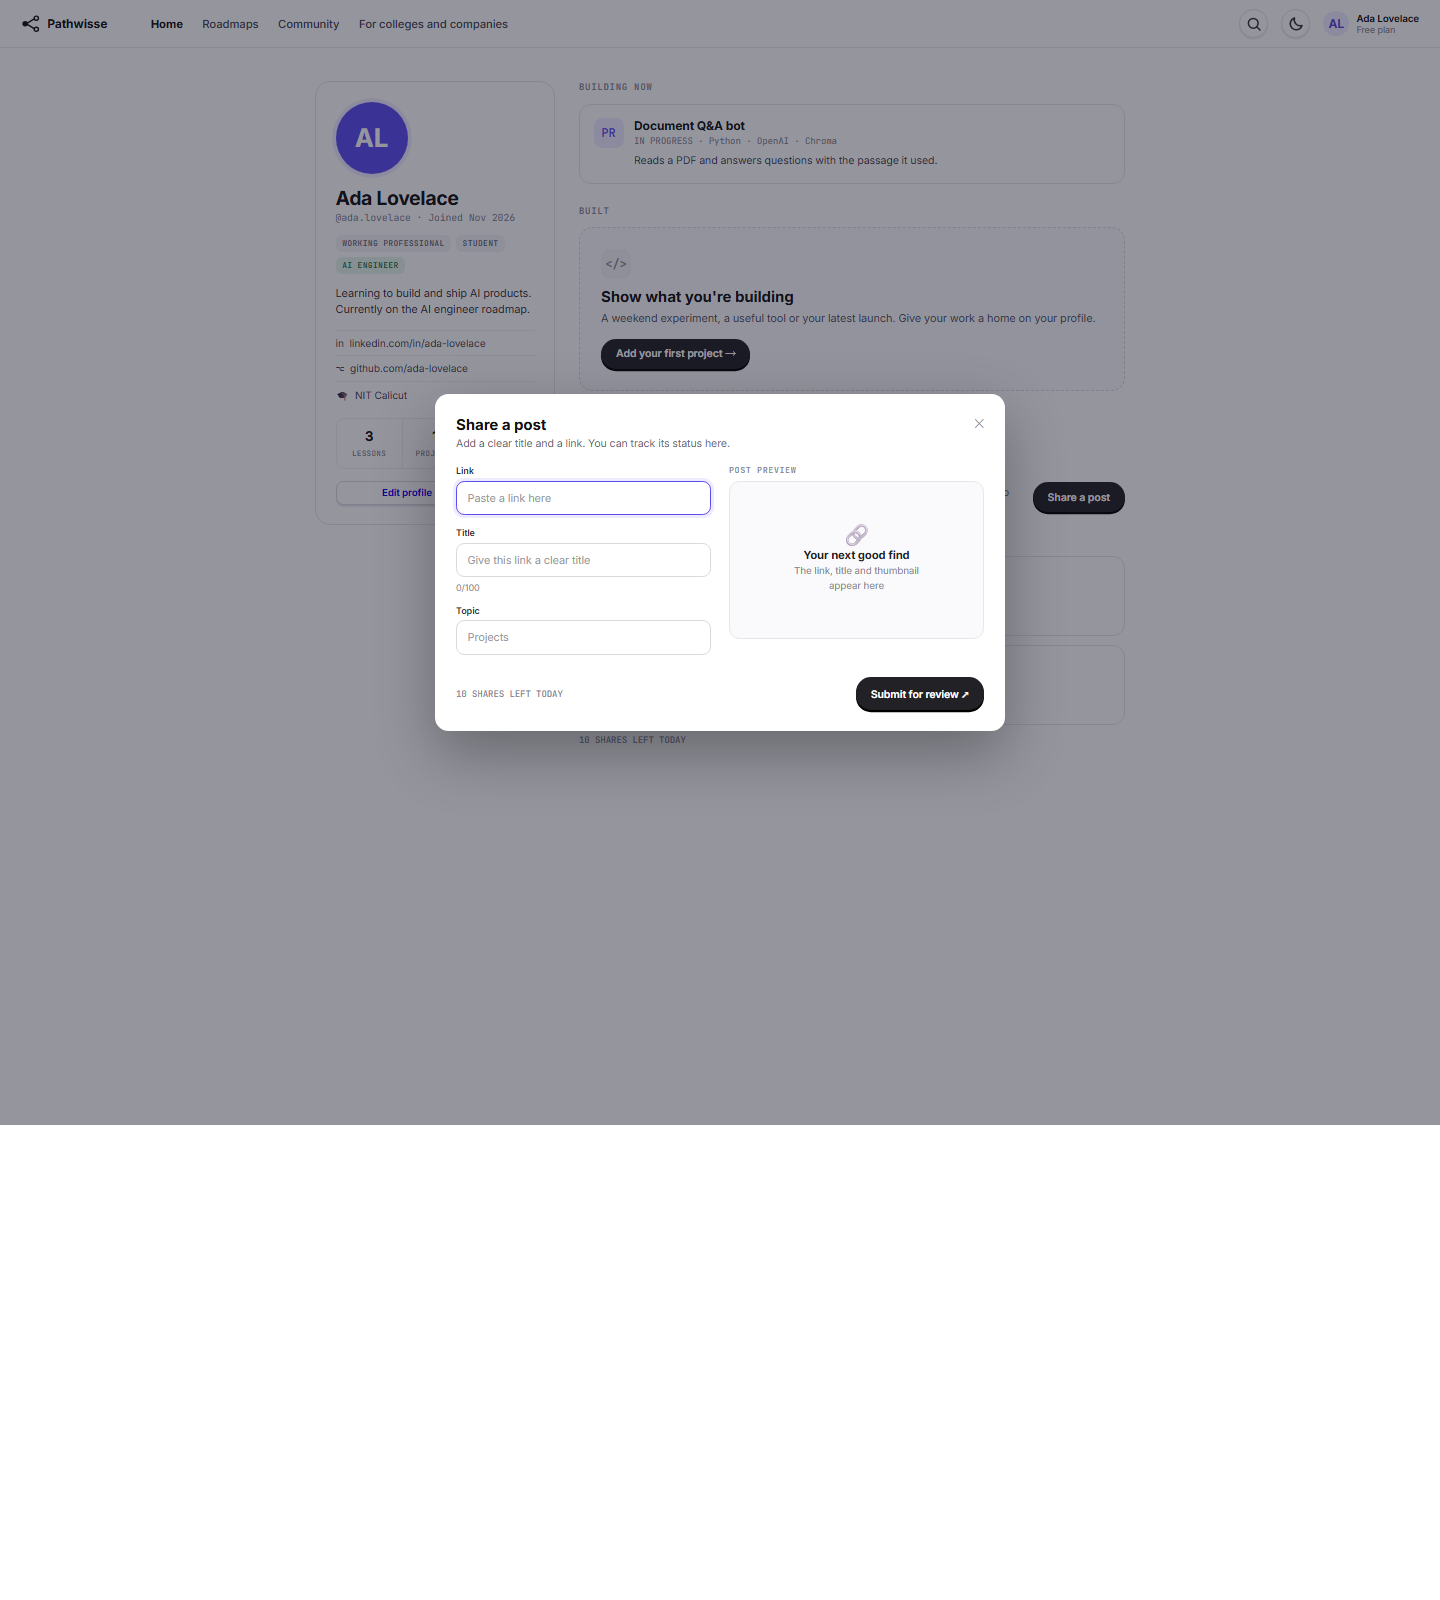 Pathwisse
Home
Roadmaps
Community
For colleges and companies
AL
Ada Lovelace
Free plan
AL
Ada Lovelace
@ada.lovelace · Joined Nov 2026
WORKING PROFESSIONAL
STUDENT
AI ENGINEER
Learning to build and ship AI products.
Currently on the AI engineer roadmap.
in linkedin.com/in/ada-lovelace
github.com/ada-lovelace
NIT Calicut
3
LESSONS
Edit profile
BUILDING NOW
PR
Document Q&A bot
IN PROGRESS · Python · OpenAI · Chroma
Reads a PDF and answers questions with the passage it used.
BUILT
</>
Show what you're building
A weekend experiment, a useful tool or your latest launch. Give your work a home on your profile.
Add your first project →
Share a post
10 SHARES LEFT TODAY
Share a post
Add a clear title and a link. You can track its status here.
Link
Paste a link here
Title
Give this link a clear title
0/100
Topic
Projects
POST PREVIEW
Your next good find
The link, title and thumbnail
appear here
10 SHARES LEFT TODAY
Submit for review ↗